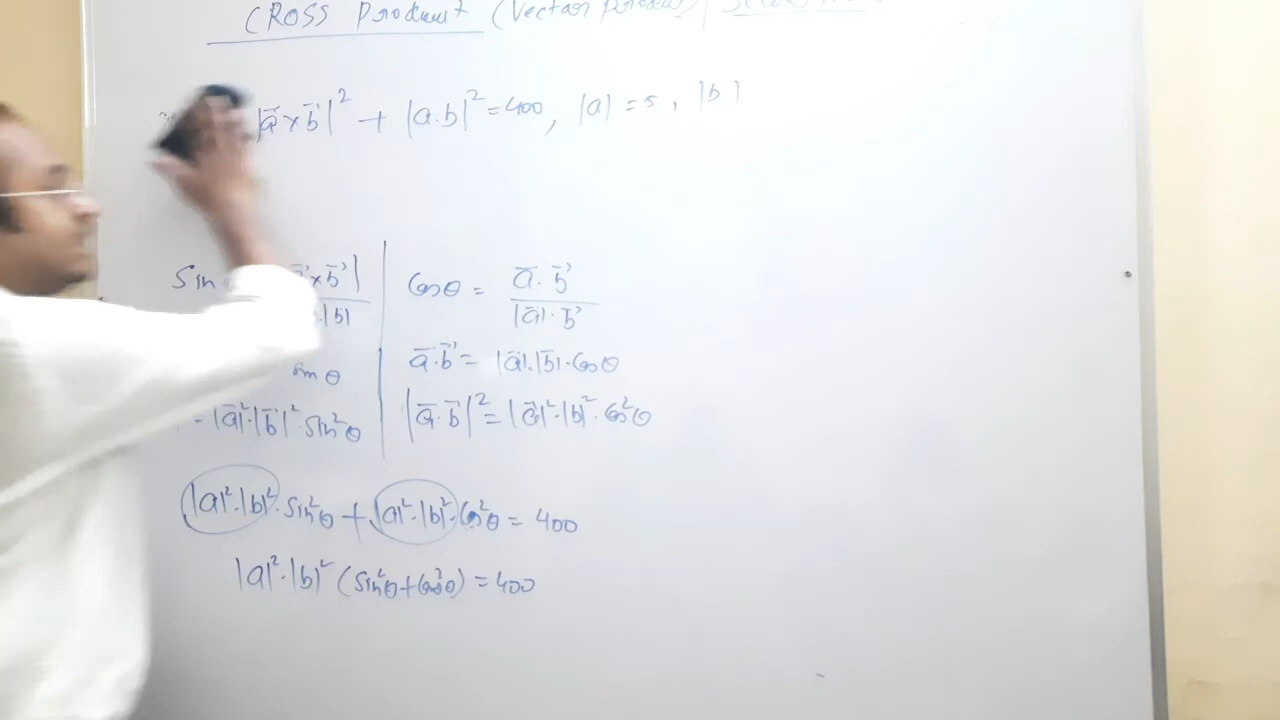 CROSS Product (Vector Product)
|a⃗ × b⃗|² + |a.b|² = 400, |a| = 5, |b|
Sin × b⃗| Cosθ = a⃗ . b⃗
.|b| |a⃗| . b⃗
Sin θ a⃗.b⃗ = |a⃗|.|b⃗|.Cosθ
= |a⃗|².|b⃗|².Sin²θ |a⃗.b⃗|² = |a⃗|².|b|².Cos²θ
|a|².|b|².Sin²θ + |a|².|b|².Cos²θ = 400
|a|².|b|² (Sin²θ + Cos²θ) = 400